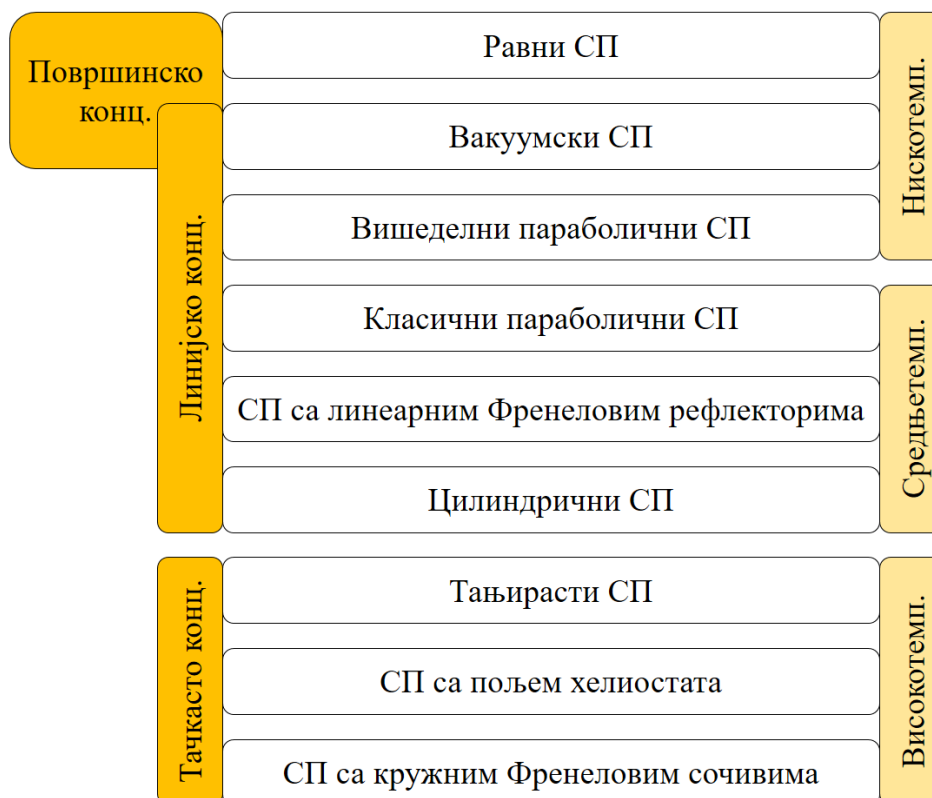 Површинско
конц.
Линијско конц.
Тачкасто конц.
Равни СП
Вакуумски СП
Вишеделни параболични СП
Класични параболични СП
СП са линеарним Френеловим рефлекторима
Цилиндрични СП
Тањирасти СП
СП са пољем хелиостата
СП са кружним Френеловим сочивима
Нискотемп.
Средњетемп.
Високотемп.